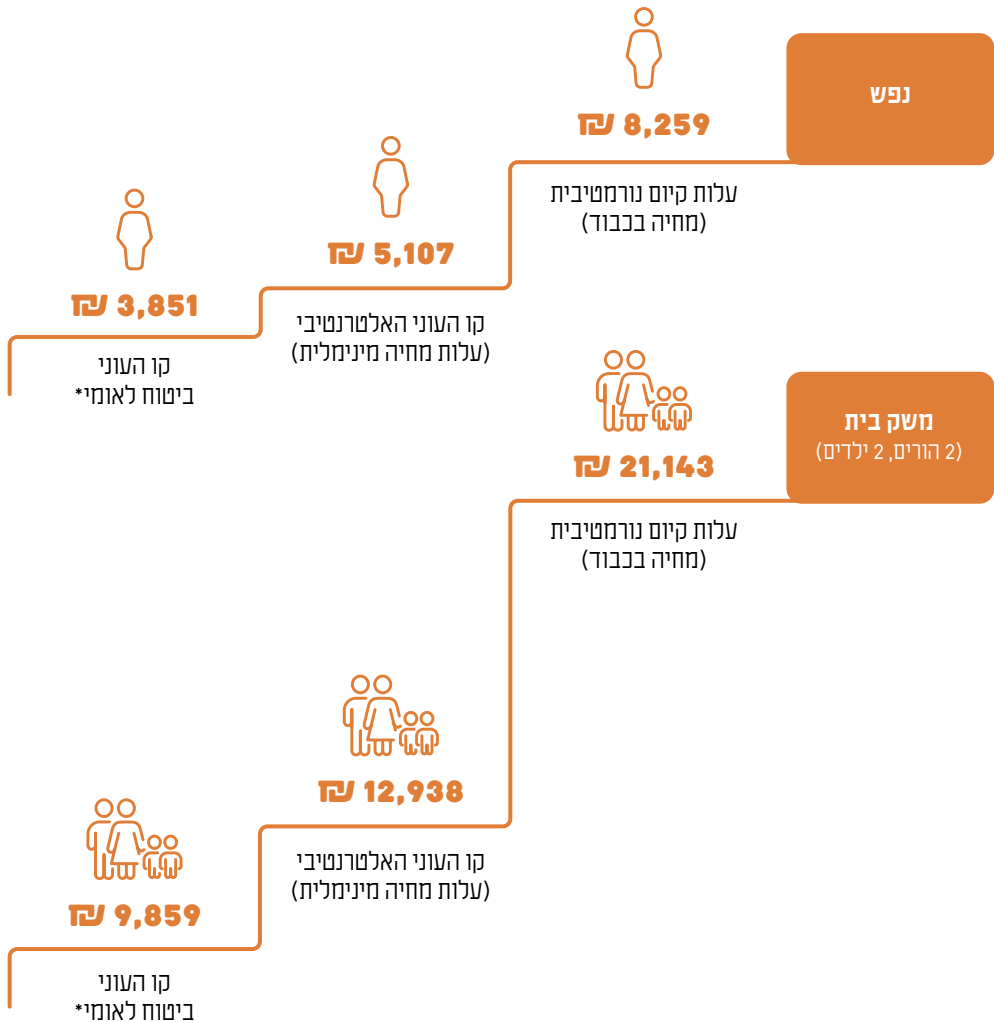 נפש
8,259 ₪
עלות קיום נורמטיבית
(מחיה בכבוד)
5,107 ₪
קו העוני האלטרנטיבי
(עלות מחיה מינימלית)
3,851 ₪
קו העוני
ביטוח לאומי*
משק בית
(2 הורים, 2 ילדים)
21,143 ₪
עלות קיום נורמטיבית
(מחיה בכבוד)
12,938 ₪
קו העוני האלטרנטיבי
(עלות מחיה מינימלית)
9,859 ₪
קו העוני
ביטוח לאומי*